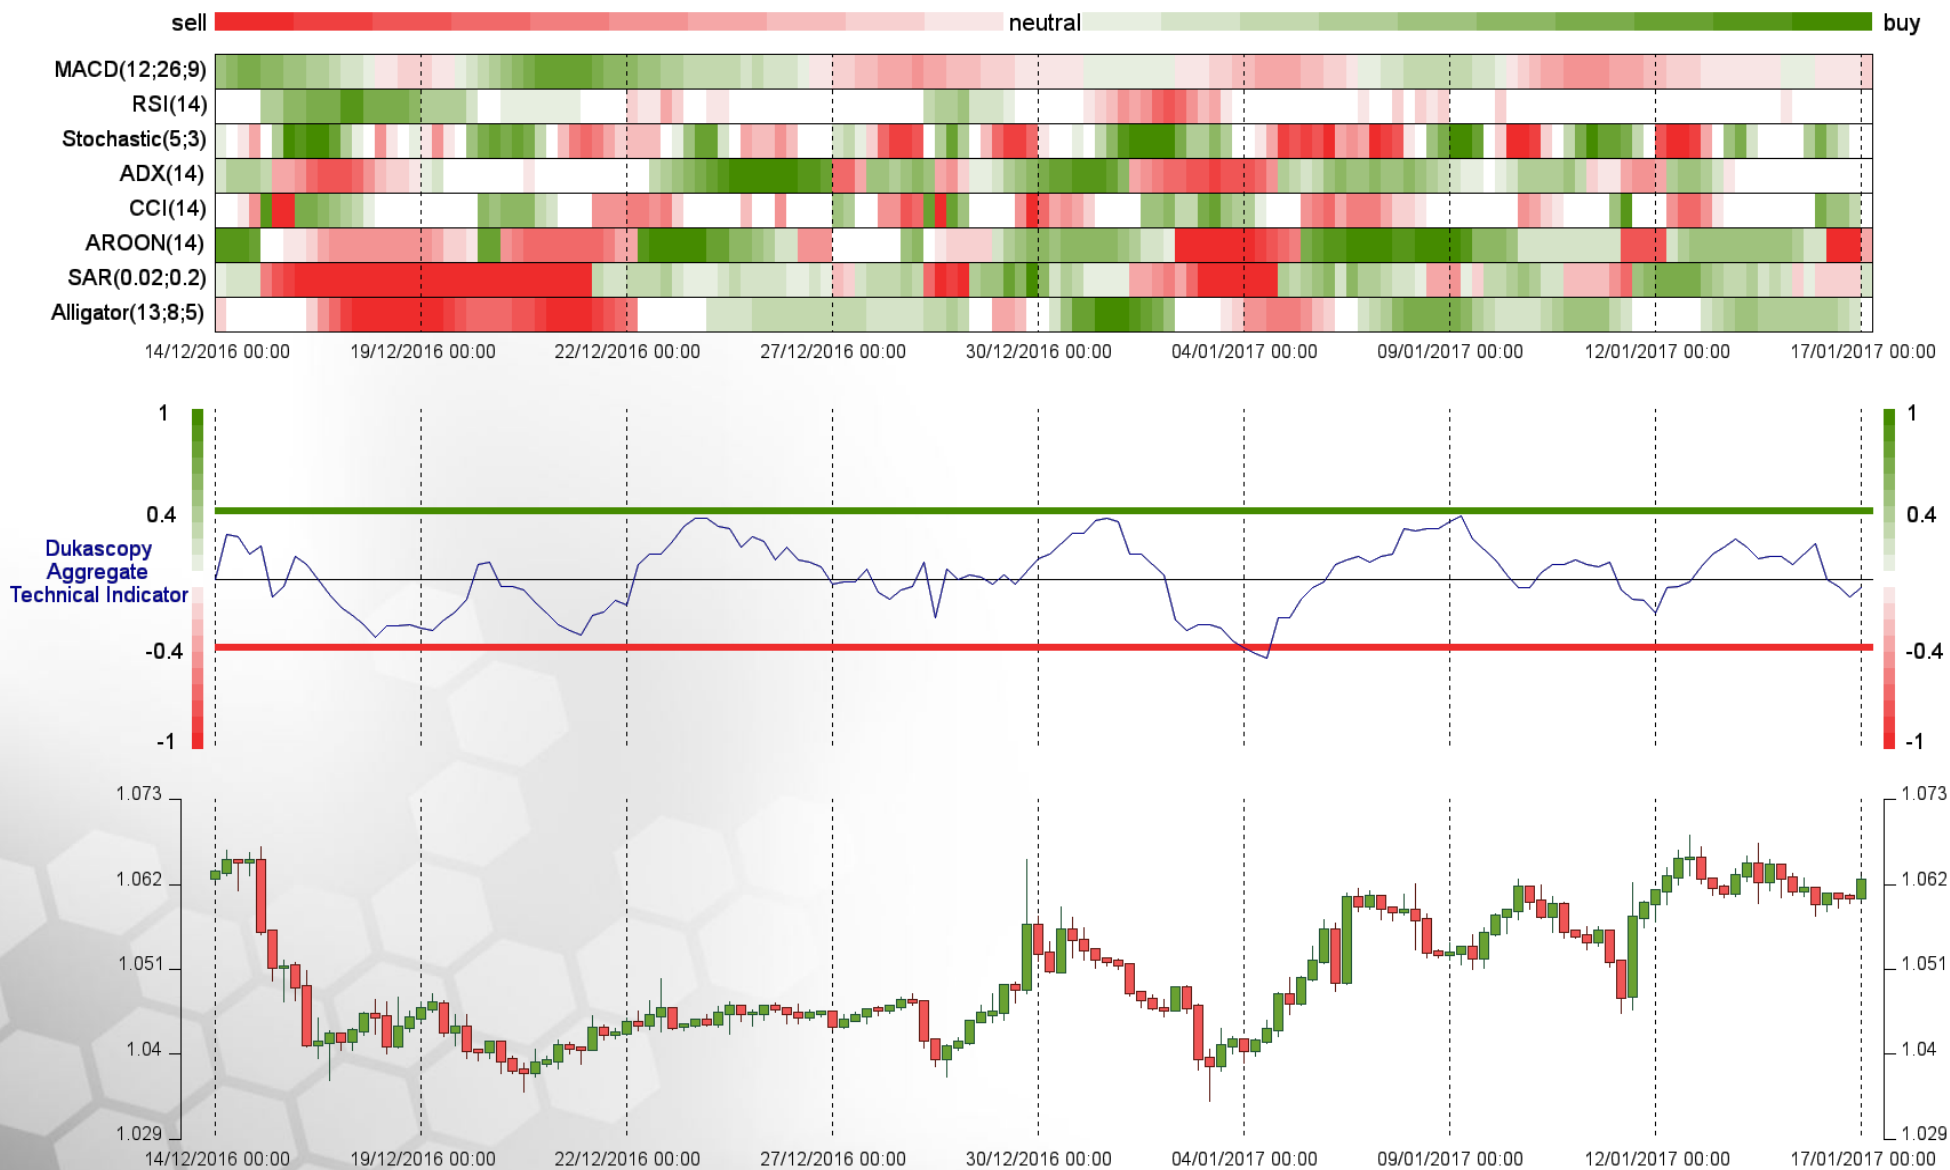 sell neutral buy
MACD(12;26;9)
RSI(14)
Stochastic(5;3)
ADX(14)
CCI(14)
AROON(14)
SAR(0.02;0.2)
Alligator(13;8;5)
14/12/2016 00:00 19/12/2016 00:00 22/12/2016 00:00 27/12/2016 00:00 30/12/2016 00:00 04/01/2017 00:00 09/01/2017 00:00 12/01/2017 00:00 17/01/2017 00:00
1 1
0.4 0.4
Dukascopy
Aggregate
Technical Indicator
-0.4 -0.4
-1 -1
1.073 1.073
1.062 1.062
1.051 1.051
1.04 1.04
1.029 1.029
14/12/2016 00:00 19/12/2016 00:00 22/12/2016 00:00 27/12/2016 00:00 30/12/2016 00:00 04/01/2017 00:00 09/01/2017 00:00 12/01/2017 00:00 17/01/2017 00:00